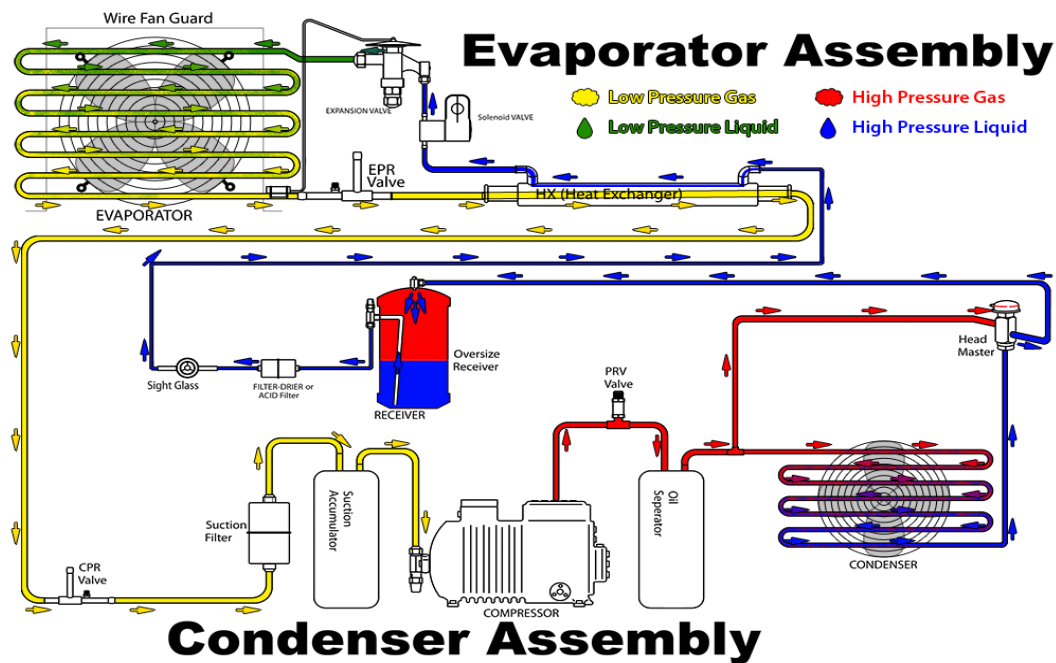 Wire Fan Guard
Evaporator Assembly
Low Pressure Gas
High Pressure Gas
Low Pressure Liquid
High Pressure Liquid
EXPANSION VALVE
Solenoid VALVE
EPR
Valve
HX (Heat Exchanger)
EVAPORATOR
Head
Master
Oversize
Receiver
Sight Glass
FILTER-DRIER or
ACID Filter
RECEIVER
PRV
Valve
Suction
Accumulator
Oil
Seperator
Suction
Filter
CONDENSER
CPR
Valve
COMPRESSOR
Condenser Assembly